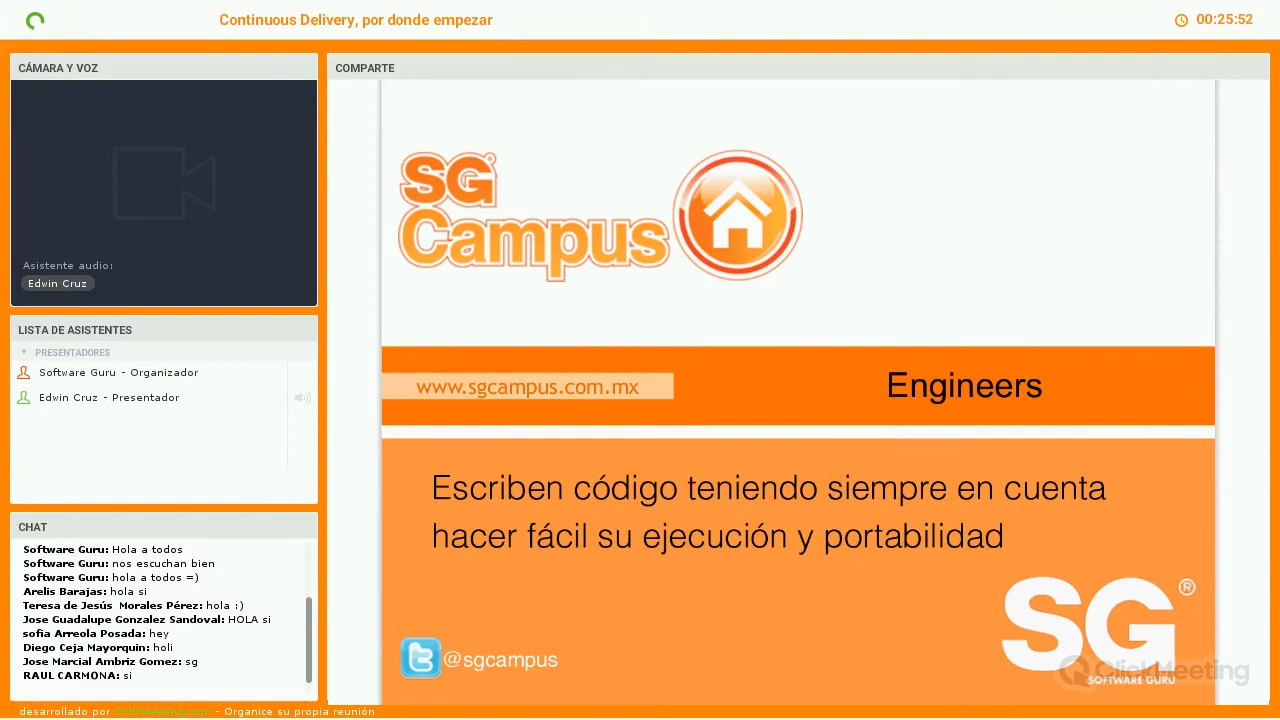 Continuous Delivery, por donde empezar
00:25:52
CÁMARA Y VOZ
Asistente audio:
Edwin Cruz
LISTA DE ASISTENTES
PRESENTADORES
Software Guru - Organizador
Edwin Cruz - Presentador
CHAT
Software Guru: Hola a todos
Software Guru: nos escuchan bien
Software Guru: hola a todos =)
Arelis Barajas: hola si
Teresa de Jesús Morales Pérez: hola :)
Jose Guadalupe Gonzalez Sandoval: HOLA si
sofia Arreola Posada: hey
Diego Ceja Mayorquin: holi
Jose Marcial Ambriz Gomez: sg
RAUL CARMONA: si
desarrollado por ClickMeeting.com - Organice su propia reunión
COMPARTE
SG
Campus
www.sgcampus.com.mx
Engineers
Escriben código teniendo siempre en cuenta
hacer fácil su ejecución y portabilidad
@sgcampus
SG®
SOFTWARE GURU
ClickMeeting